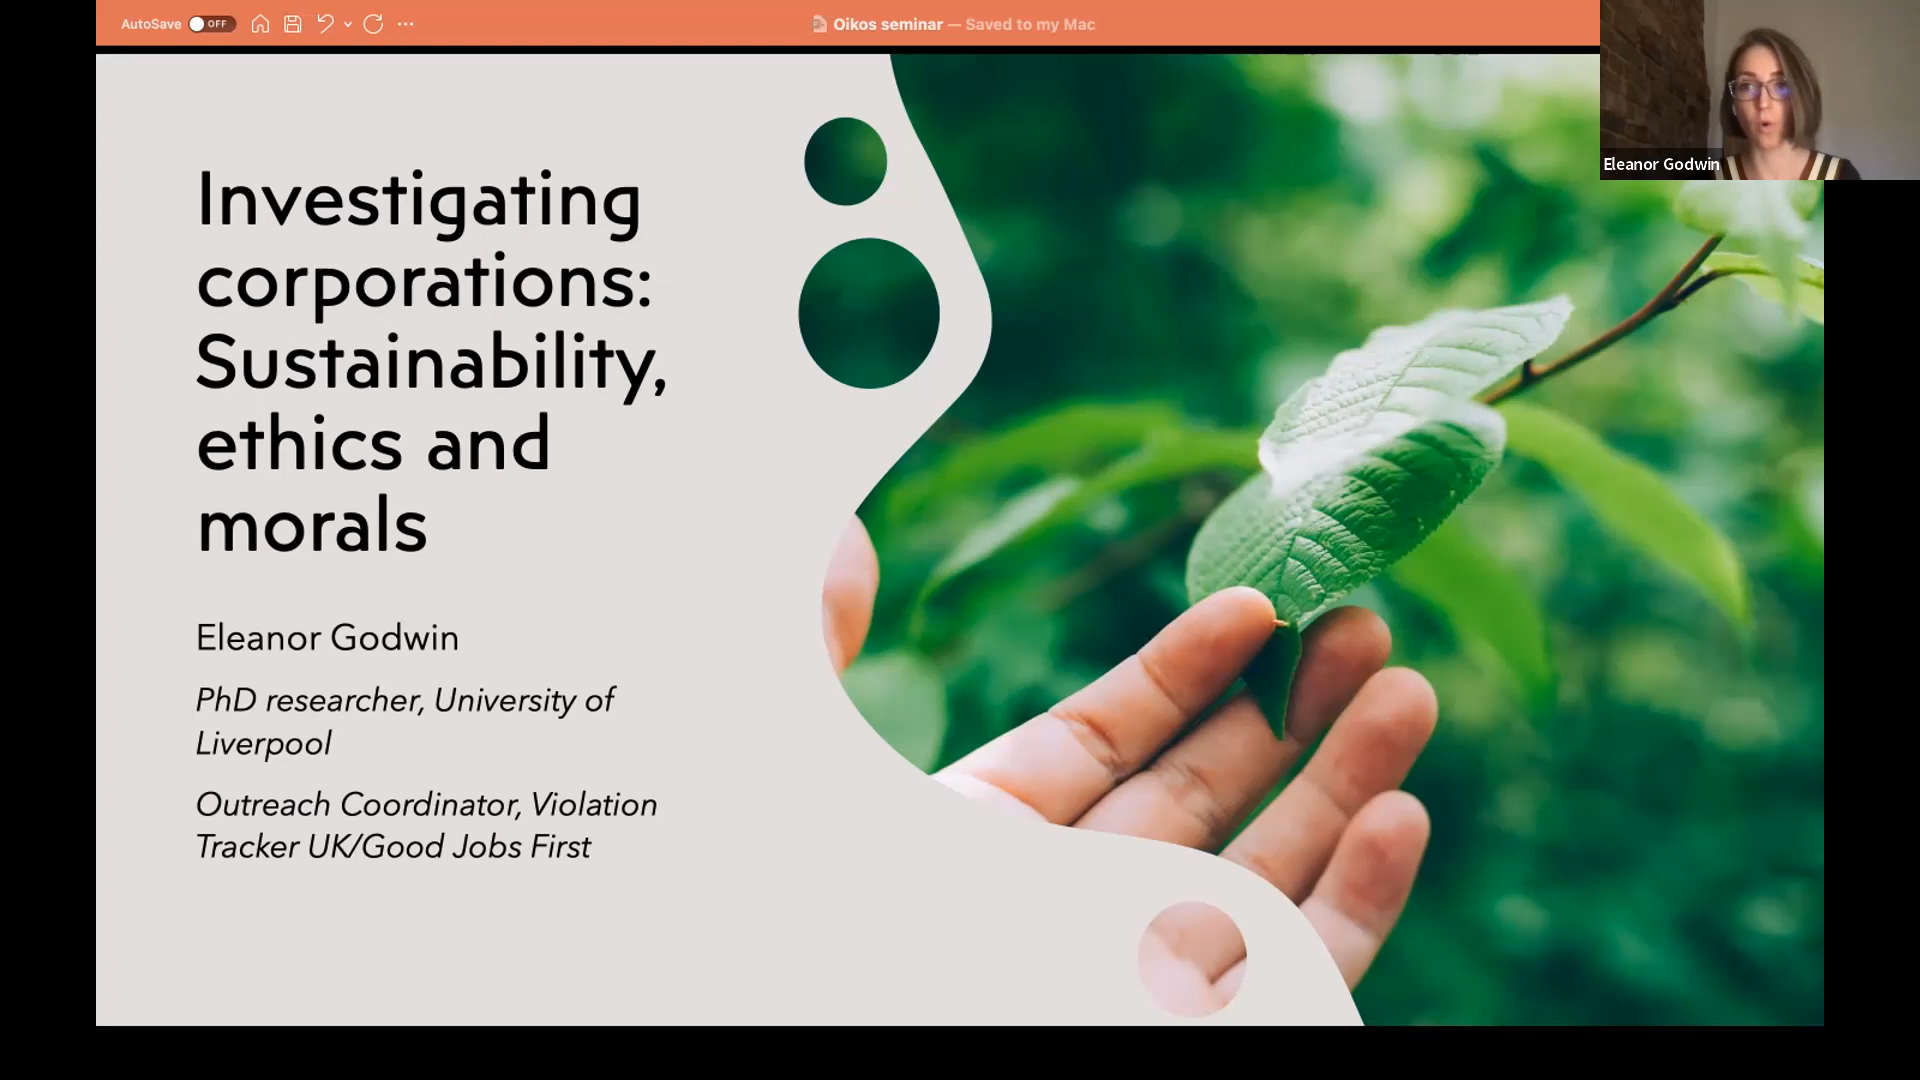 AutoSave OFF
Oikos seminar — Saved to my Mac
Eleanor Godwin
Investigating
corporations:
Sustainability,
ethics and
morals
Eleanor Godwin
PhD researcher, University of
Liverpool
Outreach Coordinator, Violation
Tracker UK/Good Jobs First